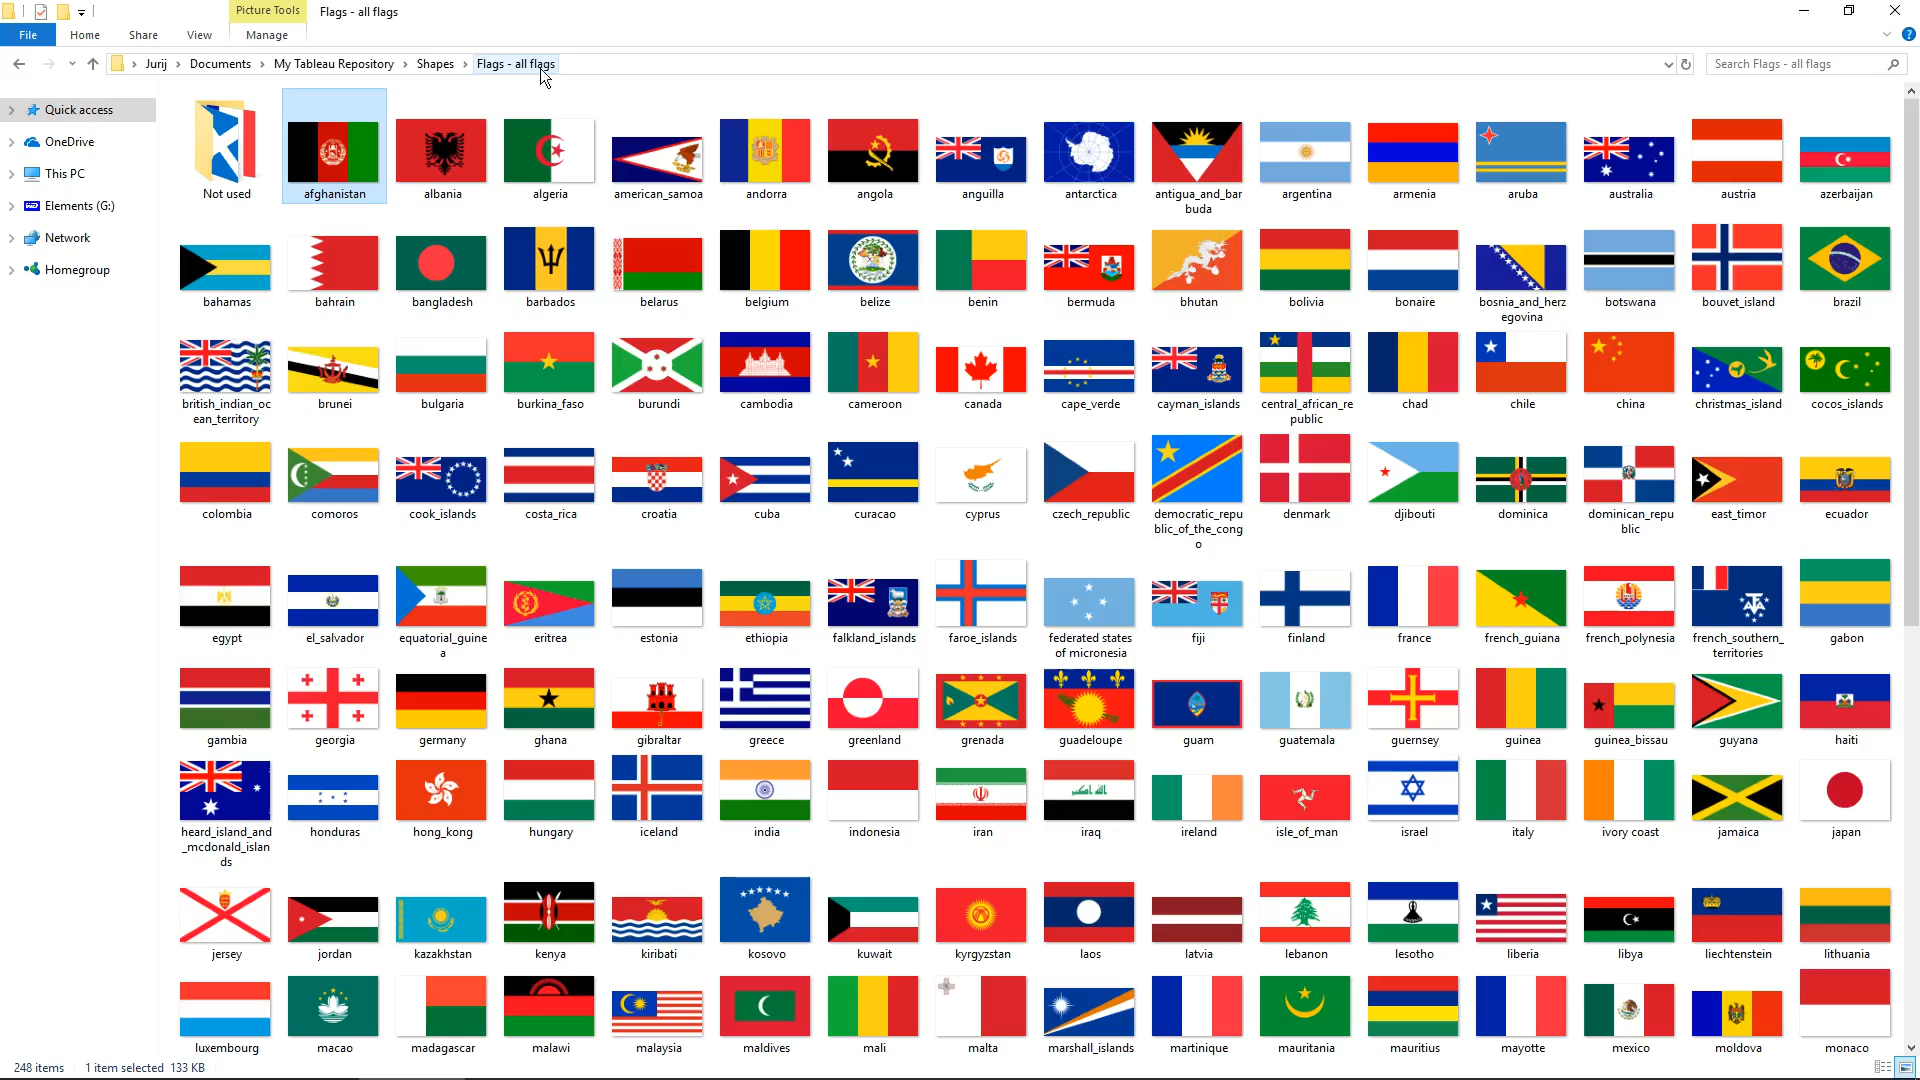 Picture Tools
Flags - all flags
File
Home
Share
View
Manage
Jurij
Documents
My Tableau Repository
Shapes
Flags - all flags
Search Flags - all flags
Quick access
OneDrive
This PC
Elements (G:)
Network
Homegroup
Not used
afghanistan
albania
algeria
american_samoa
andorra
angola
anguilla
antarctica
antigua_and_bar
buda
argentina
armenia
aruba
australia
austria
azerbaijan
bahamas
bahrain
bangladesh
barbados
belarus
belgium
belize
benin
bermuda
bhutan
bolivia
bonaire
bosnia_and_herz
egovina
botswana
bouvet_island
brazil
british_indian_oc
ean_territory
brunei
bulgaria
burkina_faso
burundi
cambodia
cameroon
canada
cape_verde
cayman_islands
central_african_re
public
chad
chile
china
christmas_island
cocos_islands
colombia
comoros
cook_islands
costa_rica
croatia
cuba
curacao
cyprus
czech_republic
democratic_repu
blic_of_the_cong
o
denmark
djibouti
dominica
dominican_repu
blic
east_timor
ecuador
egypt
el_salvador
equatorial_guine
a
eritrea
estonia
ethiopia
falkland_islands
faroe_islands
federated states
of micronesia
fiji
finland
france
french_guiana
french_polynesia
french_southern_
territories
gabon
gambia
georgia
germany
ghana
gibraltar
greece
greenland
grenada
guadeloupe
guam
guatemala
guernsey
guinea
guinea_bissau
guyana
haiti
heard_island_and
_mcdonald_islan
ds
honduras
hong_kong
hungary
iceland
india
indonesia
iran
iraq
ireland
isle_of_man
israel
italy
ivory coast
jamaica
japan
jersey
jordan
kazakhstan
kenya
kiribati
kosovo
kuwait
kyrgyzstan
laos
latvia
lebanon
lesotho
liberia
libya
liechtenstein
lithuania
luxembourg
macao
madagascar
malawi
malaysia
maldives
mali
malta
marshall_islands
martinique
mauritania
mauritius
mayotte
mexico
moldova
monaco
248 items
1 item selected 133 KB